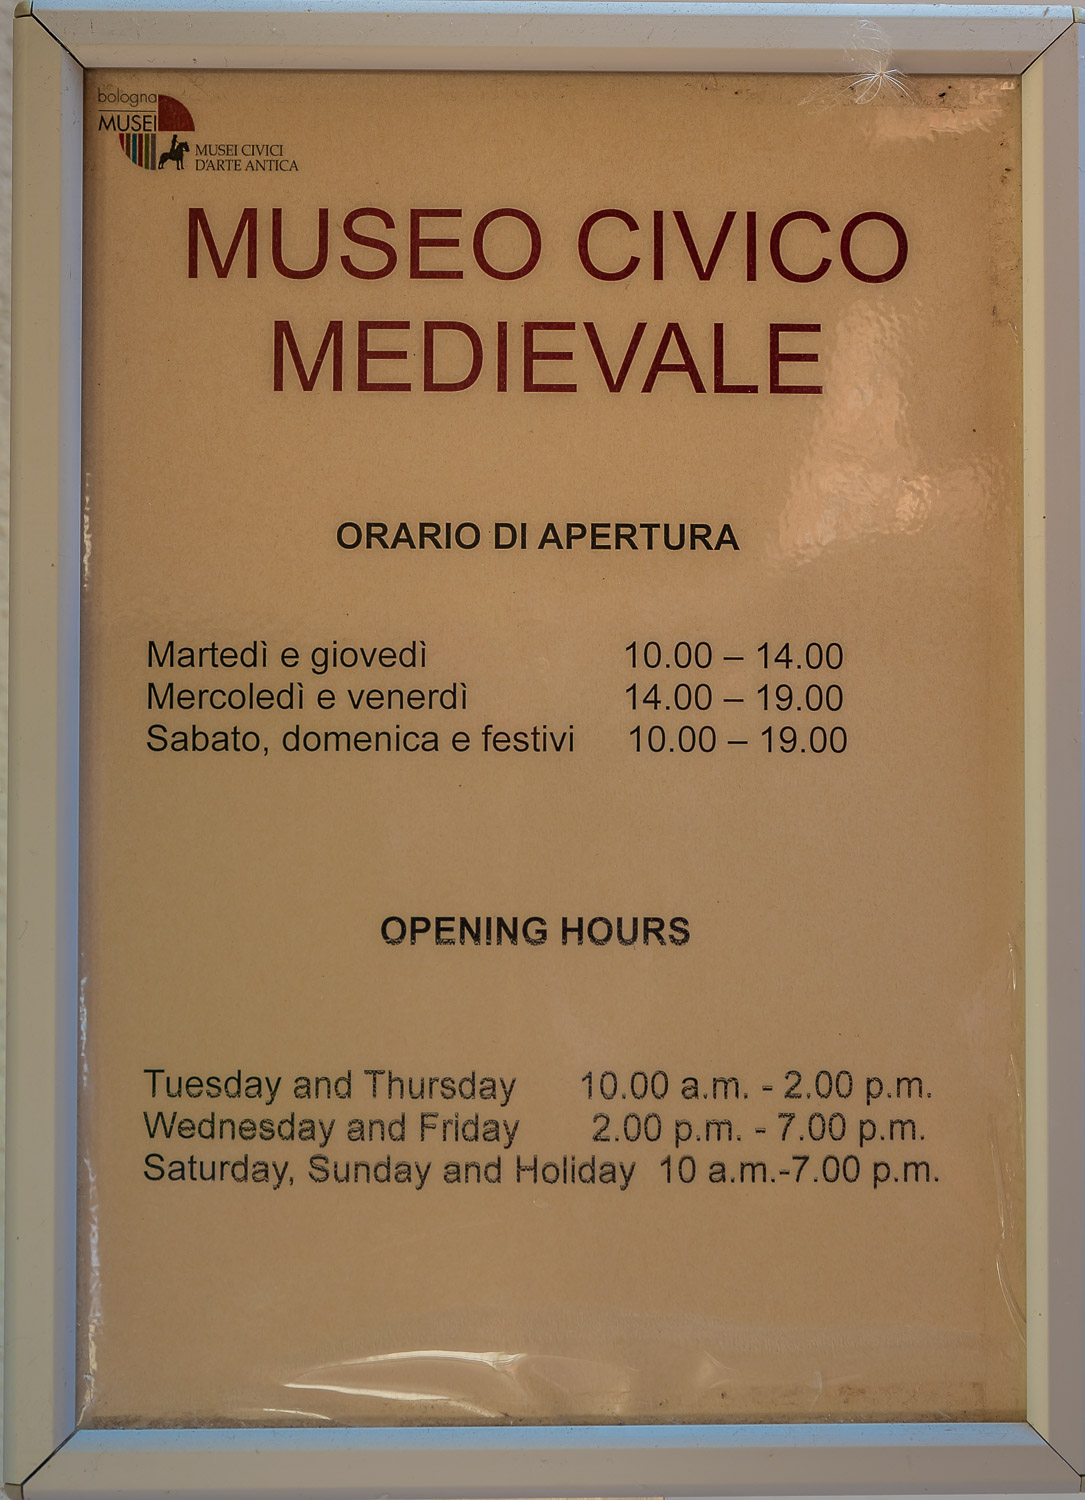 bologna
MUSEI
MUSEI CIVICI
D'ARTE ANTICA
MUSEO CIVICO
MEDIEVALE
ORARIO DI APERTURA
Martedì e giovedì 10.00 – 14.00
Mercoledì e venerdì 14.00 – 19.00
Sabato, domenica e festivi 10.00 – 19.00
OPENING HOURS
Tuesday and Thursday 10.00 a.m. - 2.00 p.m.
Wednesday and Friday 2.00 p.m. - 7.00 p.m.
Saturday, Sunday and Holiday 10 a.m.-7.00 p.m.